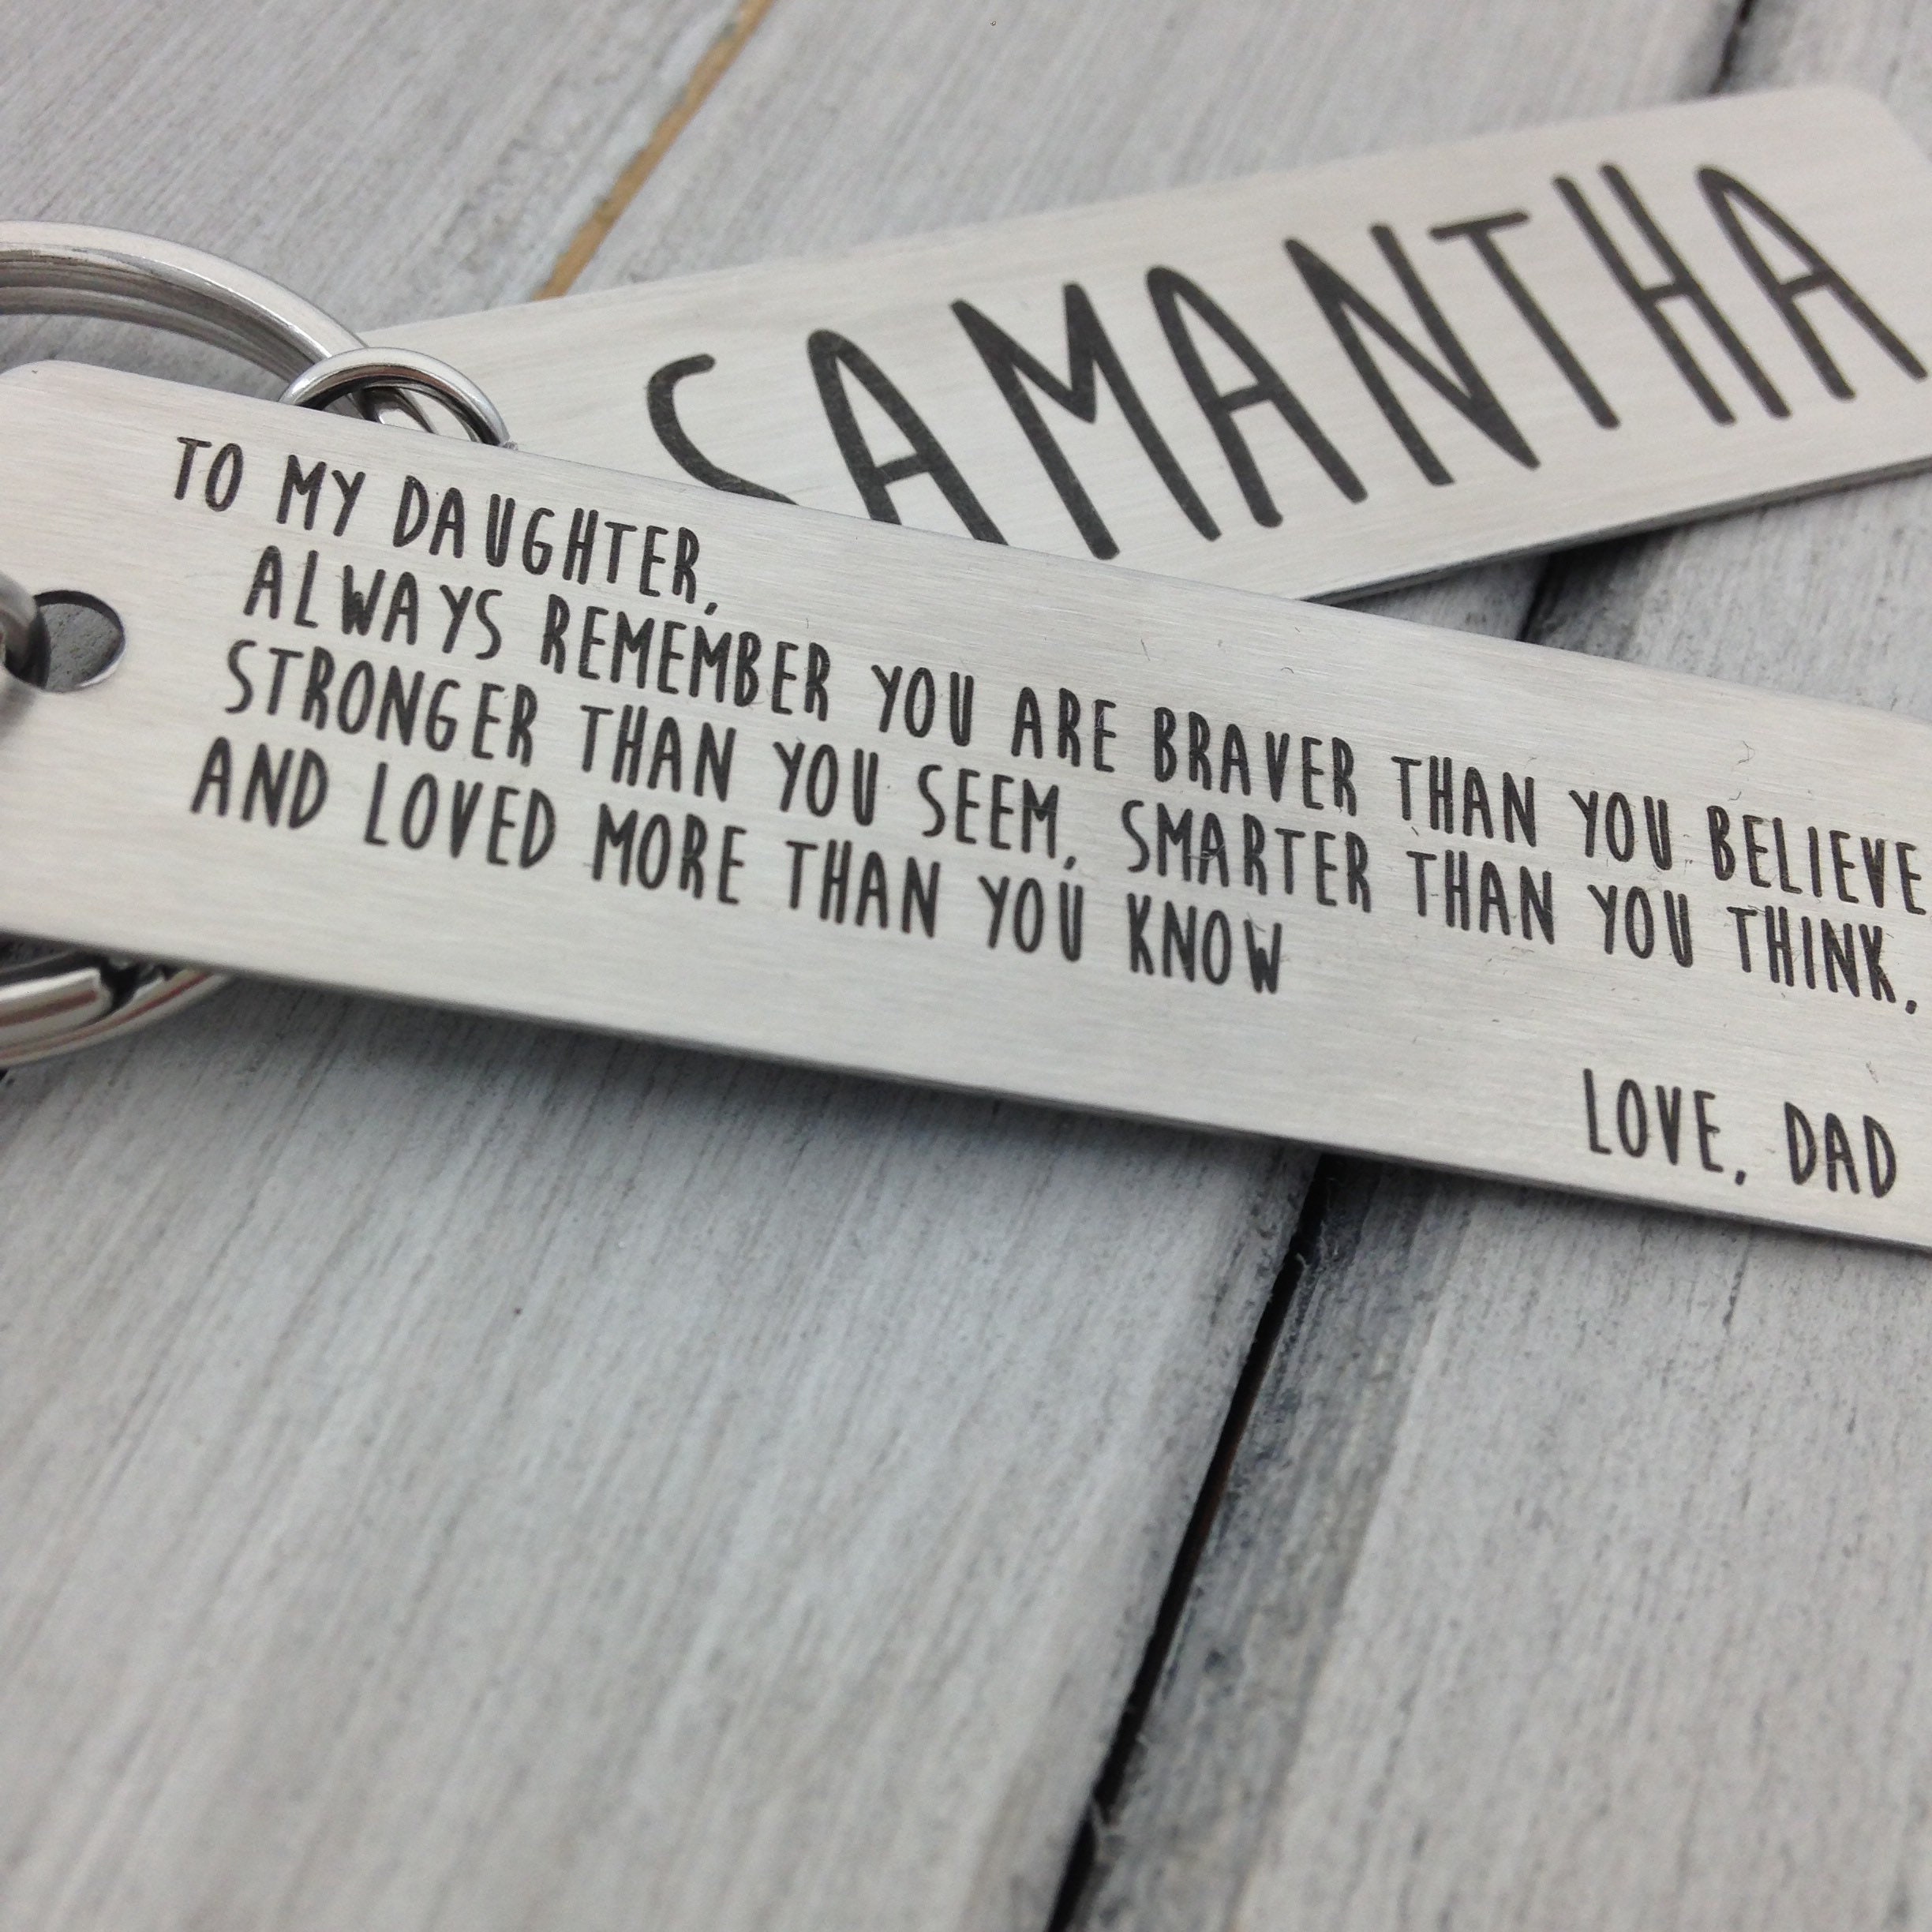 SAMANTHA
TO MY DAUGHTER,
ALWAYS REMEMBER YOU ARE BRAVER THAN YOU BELIEVE
STRONGER THAN YOU SEEM, SMARTER THAN YOU THINK,
AND LOVED MORE THAN YOU KNOW
LOVE, DAD